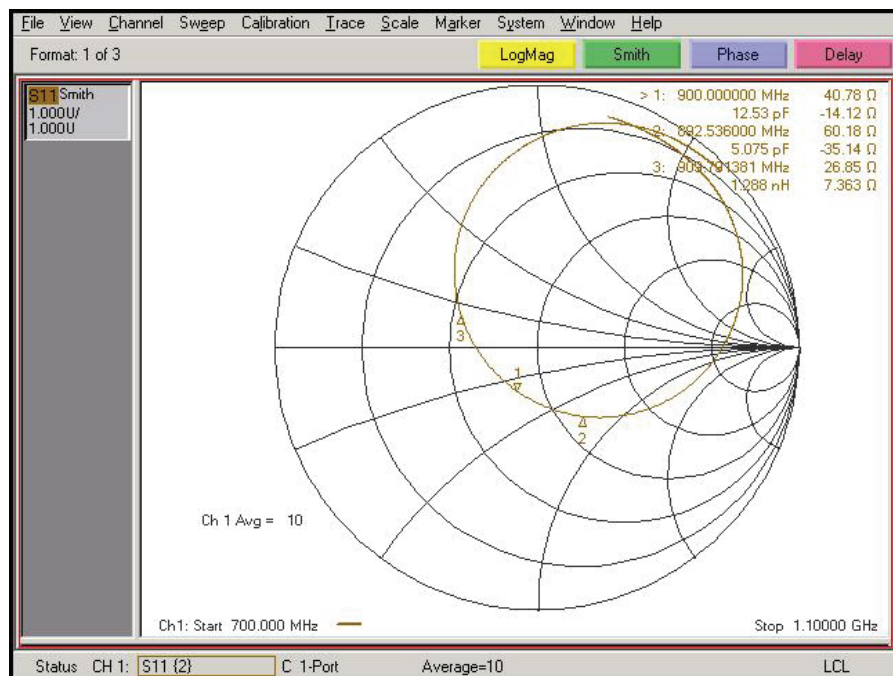 File View Channel Sweep Calibration Trace Scale Marker System Window Help
Format: 1 of 3 LogMag Smith Phase Delay
S11 Smith
1.000U/
1.000U
> 1: 900.000000 MHz 40.78 Ω
12.53 pF -14.12 Ω
2: 892.536000 MHz 60.18 Ω
5.075 pF -35.14 Ω
3: 903.791381 MHz 26.85 Ω
1.288 nH 7.363 Ω
3
1
2
Ch 1 Avg = 10
Ch1: Start 700.000 MHz Stop 1.10000 GHz
Status CH 1: S11 {2} C 1-Port Average=10 LCL